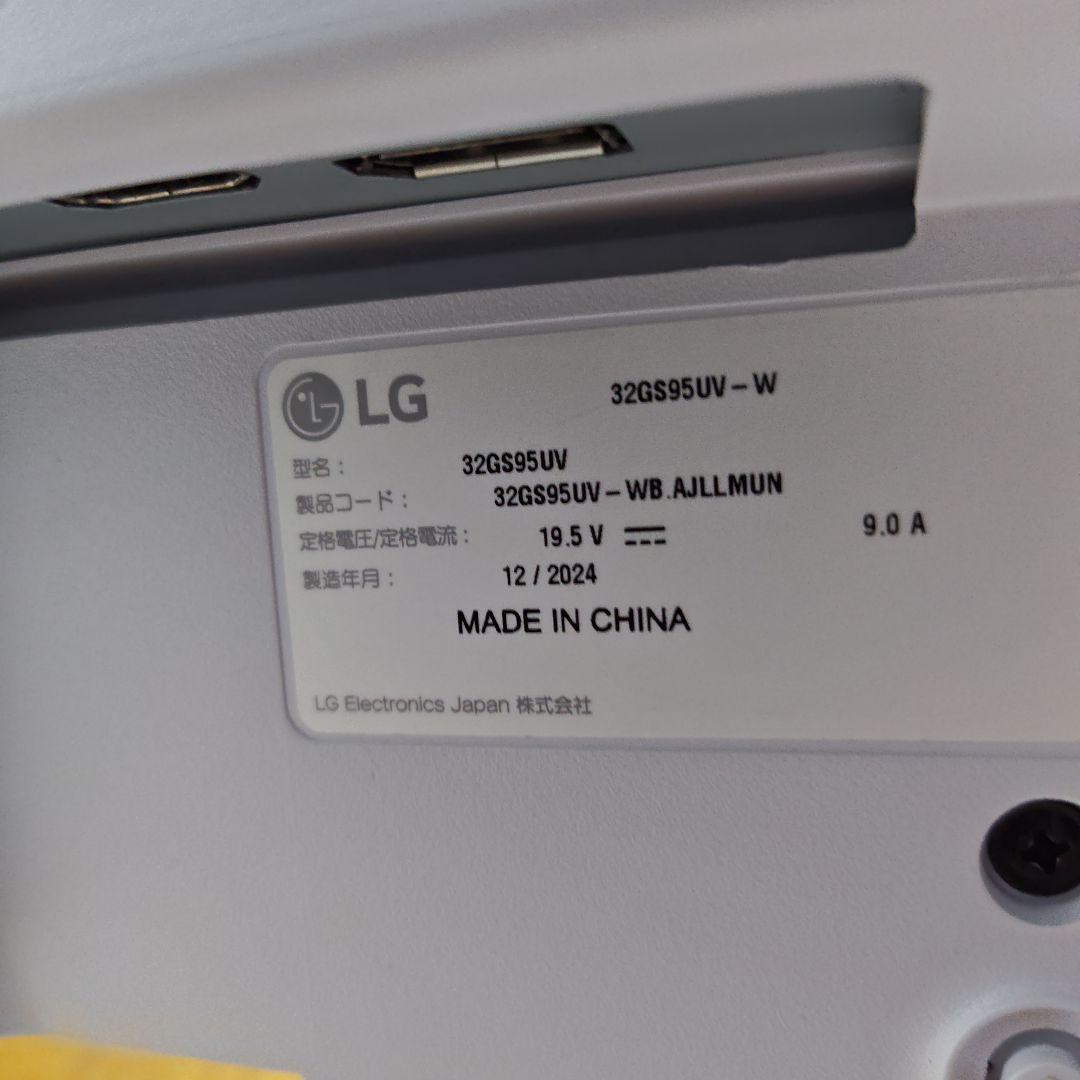 LG 32GS95UV-W
型名： 32GS95UV
製品コード： 32GS95UV-WB.AJLLMUN
定格電圧/定格電流： 19.5 V ⎓ 9.0 A
製造年月： 12 / 2024
MADE IN CHINA
LG Electronics Japan 株式会社